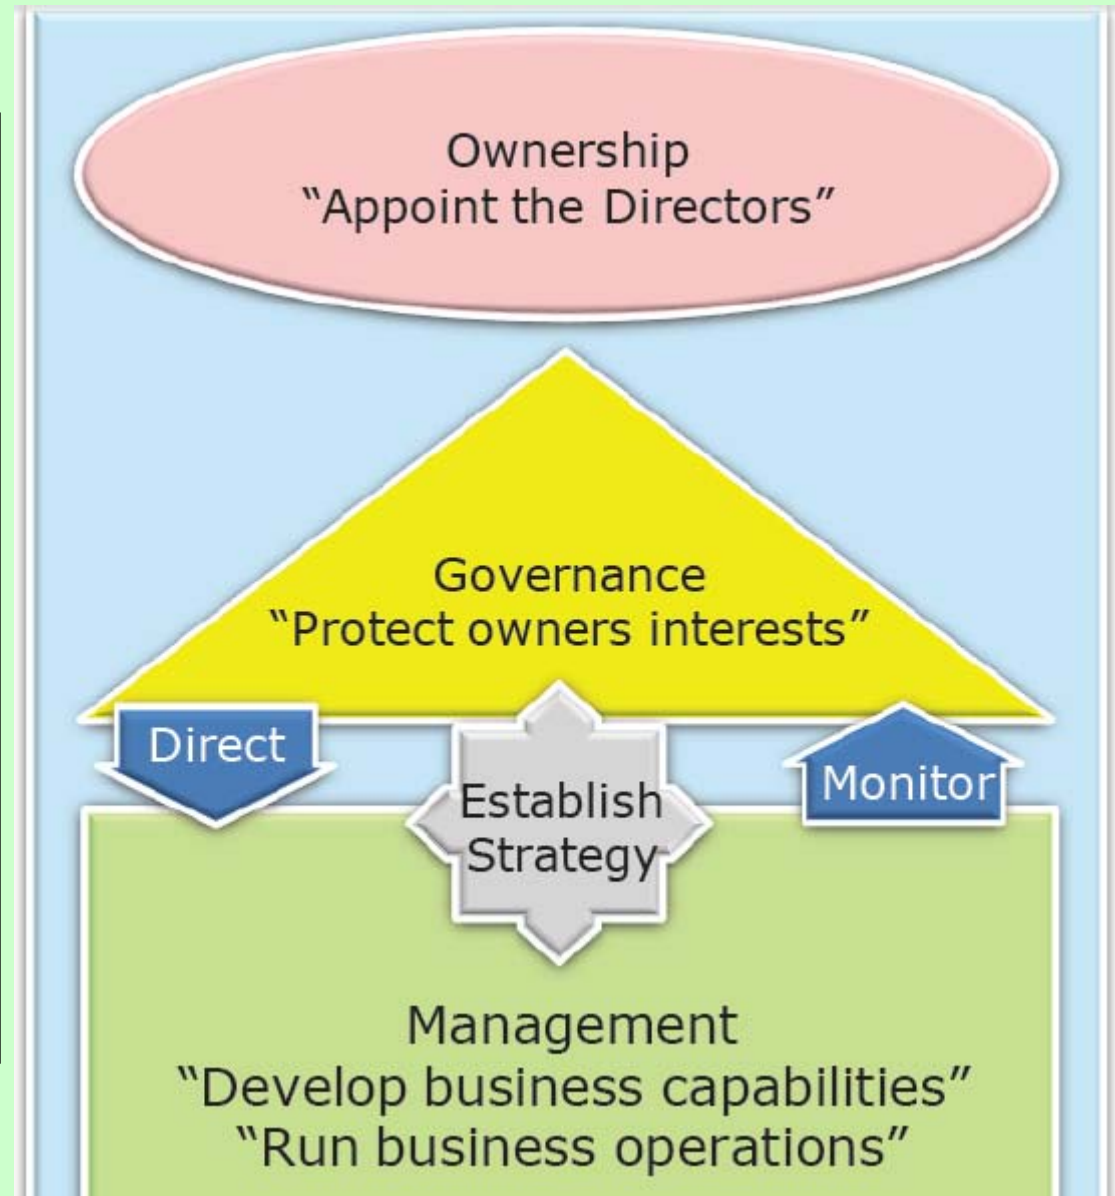 Ownership
“Appoint the Directors”
Governance
“Protect owners interests”
Direct
Establish
Strategy
Monitor
Management
“Develop business capabilities”
“Run business operations”